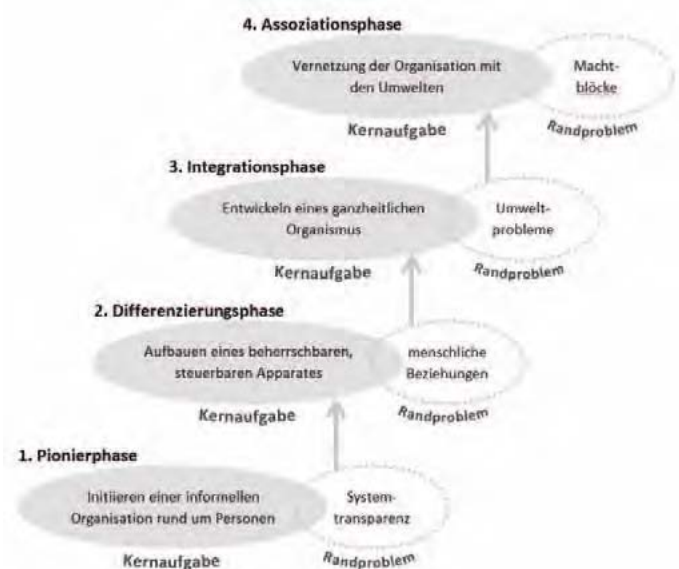 4. Assoziationsphase
Vernetzung der Organisation mit
den Umwelten
Macht-
blöcke
Kernaufgabe
Randproblem
3. Integrationsphase
Entwickeln eines ganzheitlichen
Organismus
Umwelt-
probleme
Kernaufgabe
Randproblem
2. Differenzierungsphase
Aufbauen eines beherrschbaren,
steuerbaren Apparates
menschliche
Beziehungen
Kernaufgabe
Randproblem
1. Pionierphase
Initiieren einer informellen
Organisation rund um Personen
System-
transparenz
Kernaufgabe
Randproblem